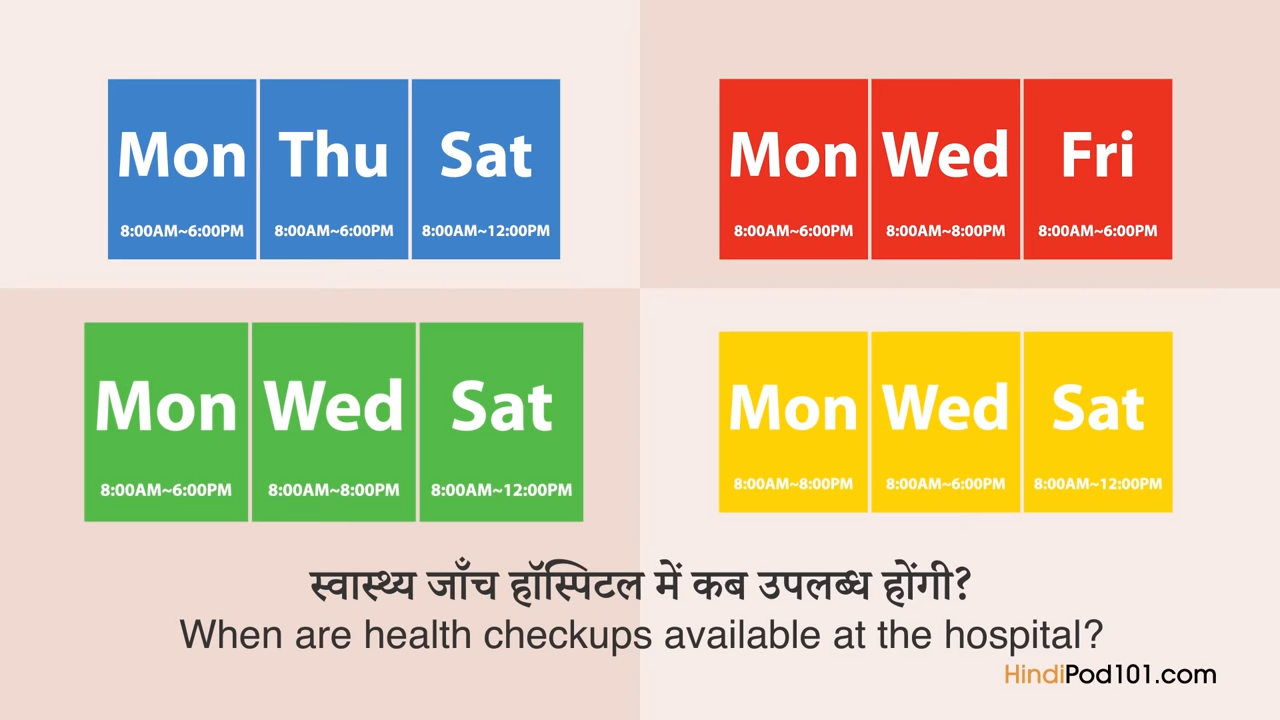 Mon Thu Sat
8:00AM~6:00PM 8:00AM~6:00PM 8:00AM~12:00PM
Mon Wed Fri
8:00AM~6:00PM 8:00AM~8:00PM 8:00AM~6:00PM
Mon Wed Sat
8:00AM~6:00PM 8:00AM~8:00PM 8:00AM~12:00PM
Mon Wed Sat
8:00AM~8:00PM 8:00AM~6:00PM 8:00AM~12:00PM
स्वास्थ्य जाँच हॉस्पिटल में कब उपलब्ध होंगी?
When are health checkups available at the hospital?
HindiPod101.com